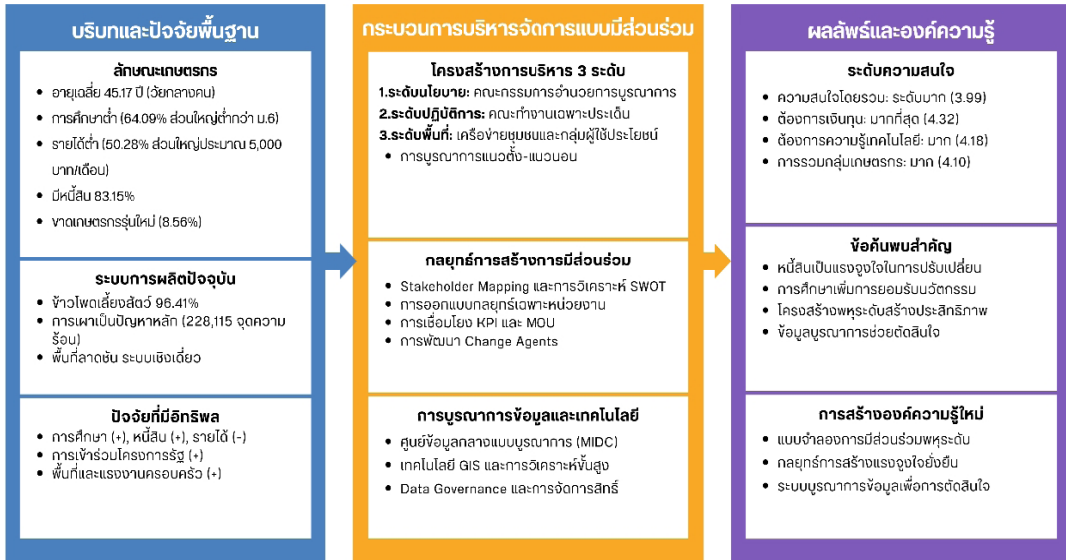 บริบทและปัจจัยพื้นฐาน
ลักษณะเกษตรกร
• อายุเฉลี่ย 45.17 ปี (วัยกลางคน)
• การศึกษาต่ำ (64.09% ส่วนใหญ่ต่ำกว่า ม.6)
• รายได้ต่ำ (50.28% ส่วนใหญ่ประมาณ 5,000
บาท/เดือน)
• มีหนี้สิน 83.15%
• ขาดเกษตรกรรุ่นใหม่ (8.56%)
ระบบการผลิตปัจจุบัน
• ข้าวโพดเลี้ยงสัตว์ 96.41%
• การเผาเป็นปัญหาหลัก (228,115 จุดความ
ร้อน)
• พื้นที่ลาดชัน ระบบเชิงเดี่ยว
ปัจจัยที่มีอิทธิพล
• การศึกษา (+), หนี้สิน (+), รายได้ (-)
• การเข้าร่วมโครงการรัฐ (+)
• พื้นที่และแรงงานครอบครัว (+)
กระบวนการบริหารจัดการแบบมีส่วนร่วม
โครงสร้างการบริหาร 3 ระดับ
1.ระดับนโยบาย: คณะกรรมการอำนวยการบูรณาการ
2.ระดับปฏิบัติการ: คณะทำงานเฉพาะประเด็น
3.ระดับพื้นที่: เครือข่ายชุมชนและกลุ่มผู้ใช้ประโยชน์
• การบูรณาการแนวตั้ง-แนวนอน
กลยุทธ์การสร้างการมีส่วนร่วม
• Stakeholder Mapping และการวิเคราะห์ SWOT
• การออกแบบกลยุทธ์เฉพาะหน่วยงาน
• การเชื่อมโยง KPI และ MOU
• การพัฒนา Change Agents
การบูรณาการข้อมูลและเทคโนโลยี
• ศูนย์ข้อมูลกลางแบบบูรณาการ (MIDC)
• เทคโนโลยี GIS และการวิเคราะห์ขั้นสูง
• Data Governance และการจัดการสิทธิ์
ผลลัพธ์และองค์ความรู้
ระดับความสนใจ
• ความสนใจโดยรวม: ระดับมาก (3.99)
• ต้องการเงินทุน: มากที่สุด (4.32)
• ต้องการความรู้เทคโนโลยี: มาก (4.18)
• การรวมกลุ่มเกษตรกร: มาก (4.10)
ข้อค้นพบสำคัญ
• หนี้สินเป็นแรงจูงใจในการปรับเปลี่ยน
• การศึกษาเพิ่มการยอมรับนวัตกรรม
• โครงสร้างพหุระดับสร้างประสิทธิภาพ
• ข้อมูลบูรณาการช่วยตัดสินใจ
การสร้างองค์ความรู้ใหม่
• แบบจำลองการมีส่วนร่วมพหุระดับ
• กลยุทธ์การสร้างแรงจูงใจยั่งยืน
• ระบบบูรณาการข้อมูลเพื่อการตัดสินใจ